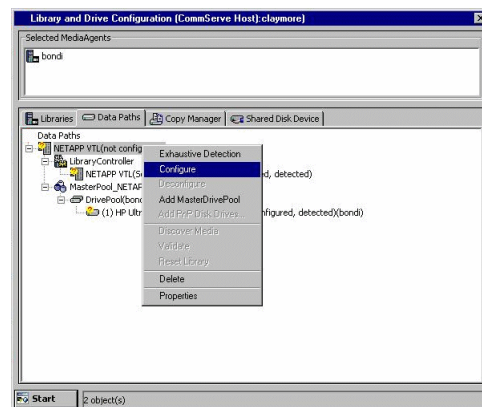 Library and Drive Configuration (CommServe Host):claymore)
Selected MediaAgents
bondi
Libraries Data Paths Copy Manager Shared Disk Device
Data Paths
NETAPP VTL(not config
LibraryController
NETAPP VTL(S ed, detected)
MasterPool_NETAP
DrivePool(bond
(1) HP Ultr nfigured, detected)(bondi)
Exhaustive Detection
Configure
Deconfigure
Add MasterDrivePool
Add PnP Disk Drives...
Discover Media
Validate
Reset Library
Delete
Properties
Start 2 object(s)